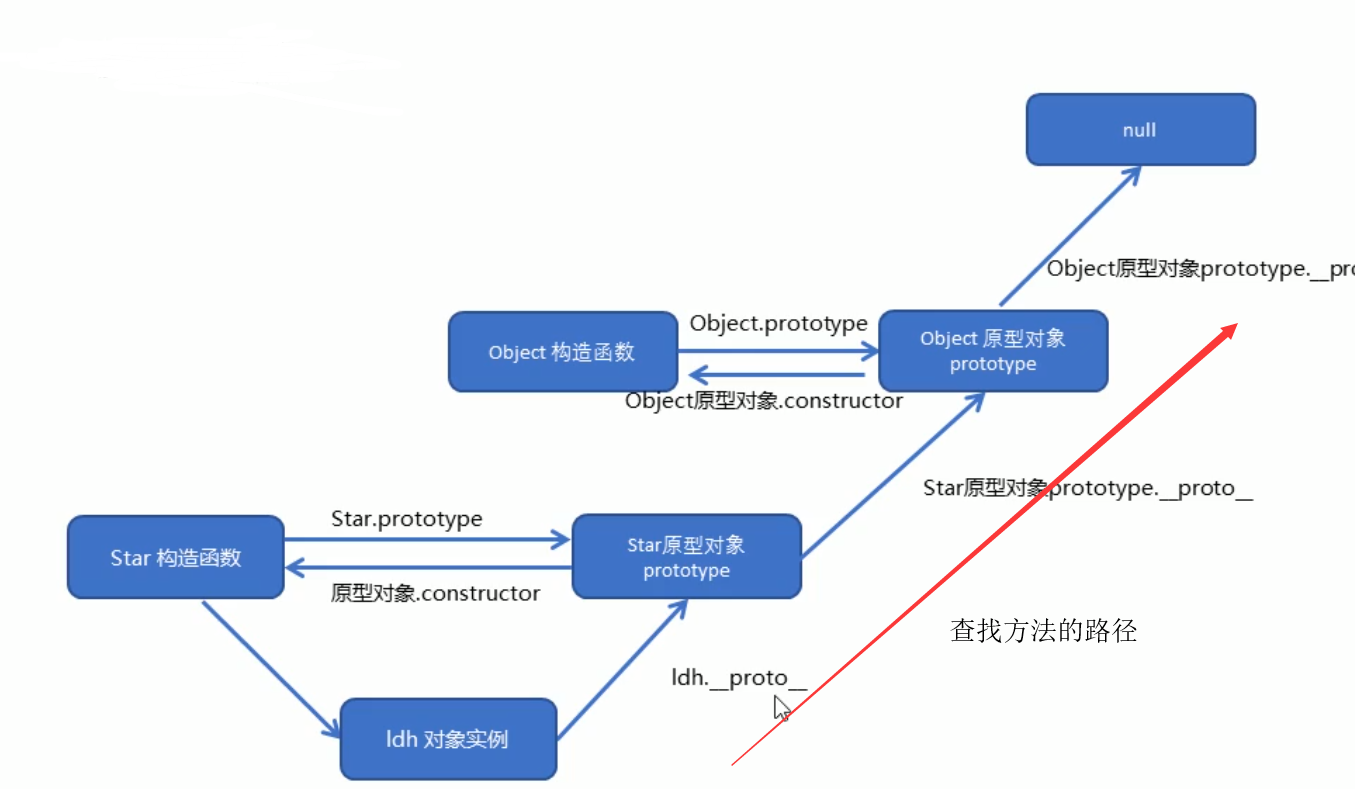 null
Object原型对象prototype.__pro
Object.prototype
Object 构造函数
Object 原型对象
prototype
Object原型对象.constructor
Star原型对象prototype.__proto__
Star.prototype
Star 构造函数
Star原型对象
prototype
原型对象.constructor
查找方法的路径
ldh.__proto__
ldh 对象实例